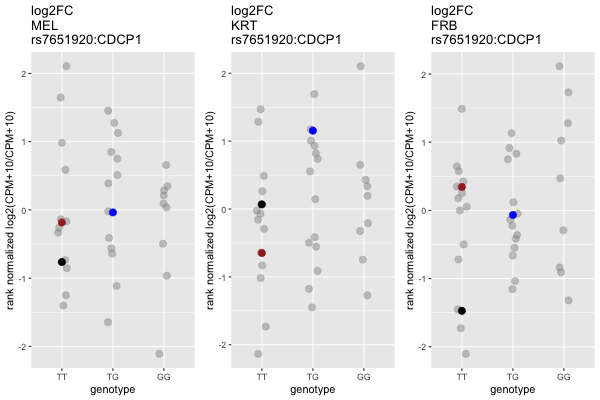 log2FC
MEL
rs7651920:CDCP1
rank normalized log2(CPM+10/CPM+10)
2
1
0
-1
-2
TT
TG
GG
genotype
log2FC
KRT
rs7651920:CDCP1
rank normalized log2(CPM+10/CPM+10)
2
1
0
-1
-2
TT
TG
GG
genotype
log2FC
FRB
rs7651920:CDCP1
rank normalized log2(CPM+10/CPM+10)
2
1
0
-1
-2
TT
TG
GG
genotype